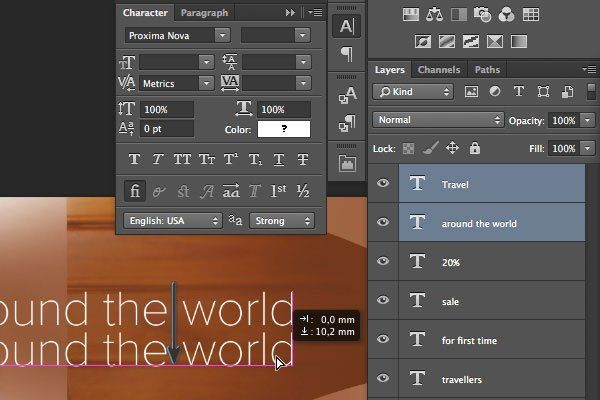 Character Paragraph
Proxima Nova
Metrics
100% 100%
0 pt Color: ?
T T TT Tт T¹ T₁ T T
fi st A aa T 1st ½
English: USA aa Strong
Layers Channels Paths
Kind
Normal Opacity: 100%
Lock: Fill: 100%
Travel
around the world
20%
sale
for first time
travellers
ound the world
ound the world
0,0 mm
10,2 mm